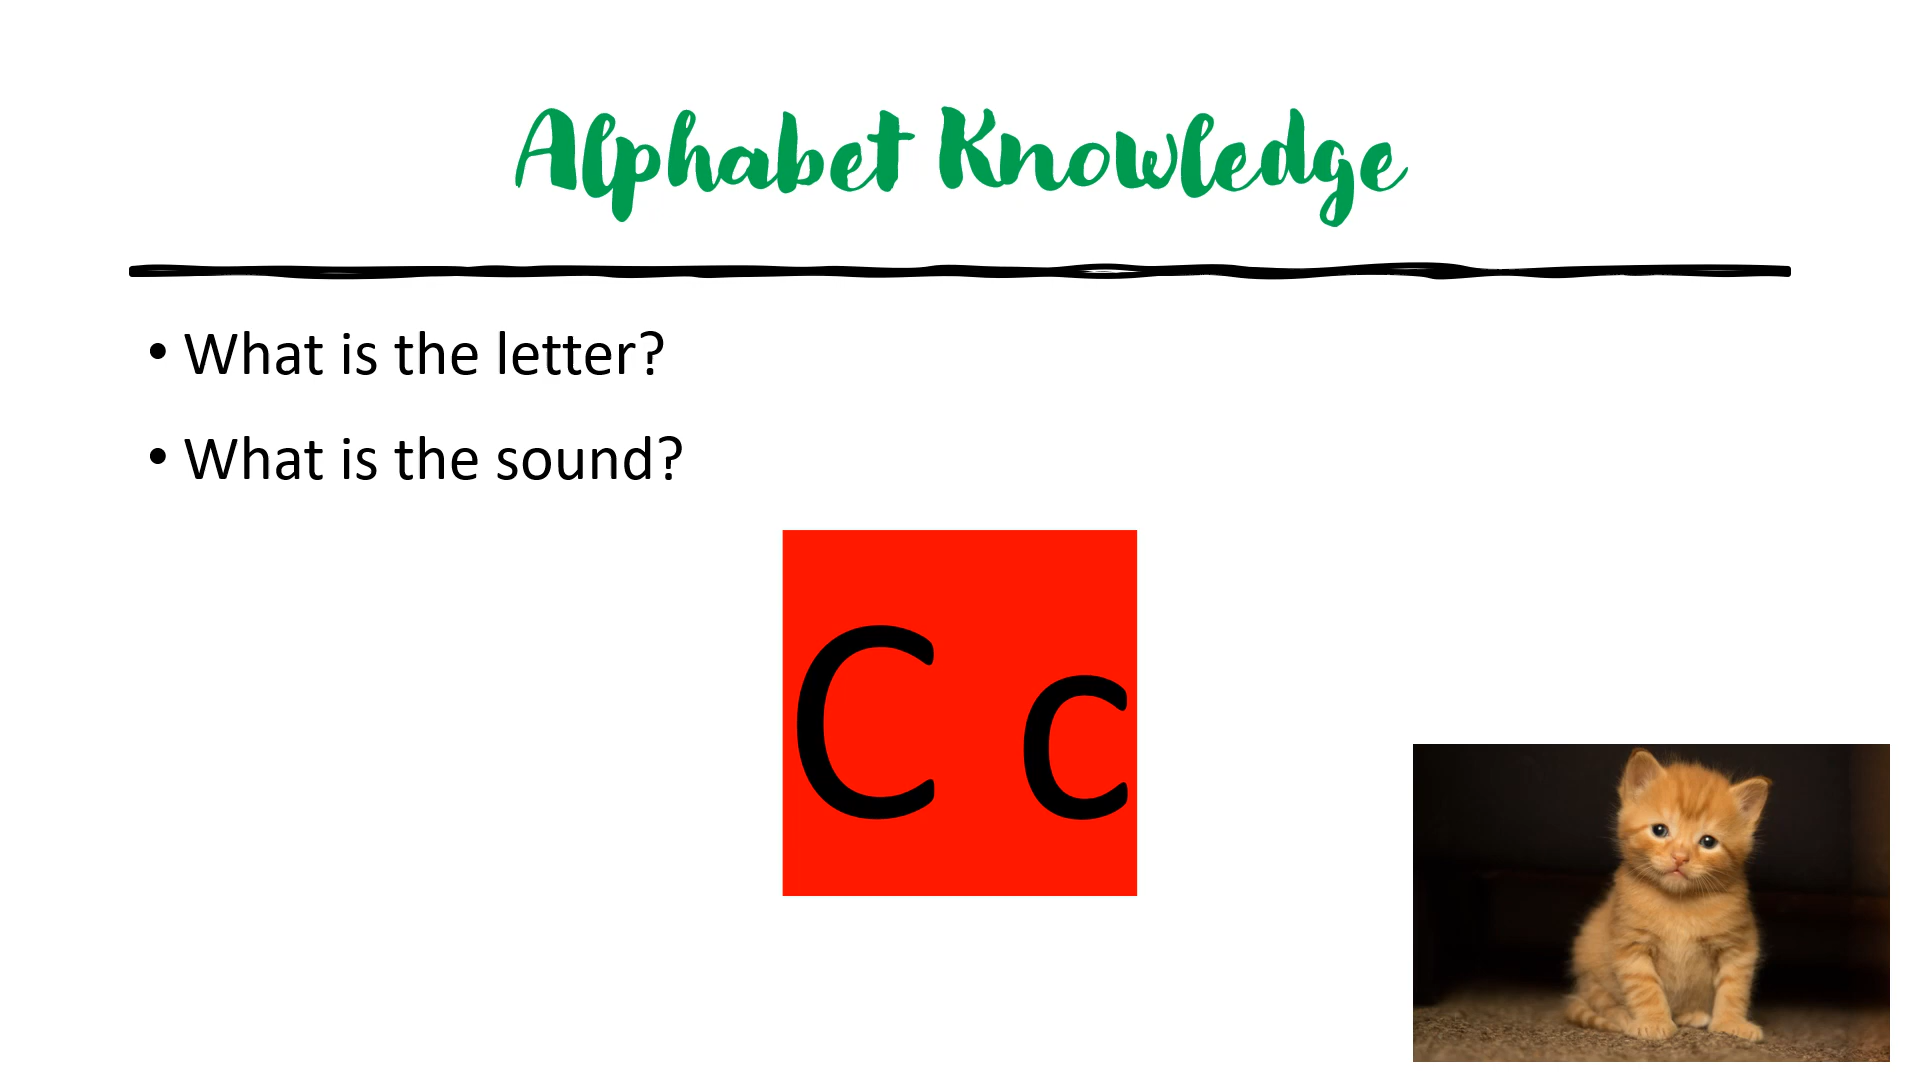 Alphabet Knowledge
• What is the letter?
• What is the sound?
C c